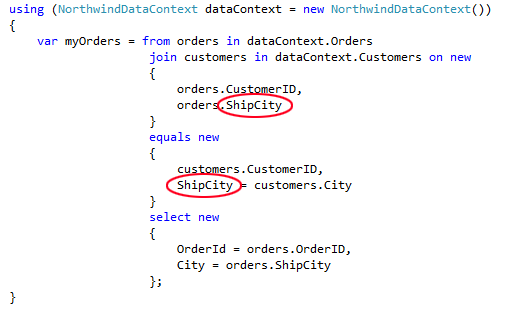 using (NorthwindDataContext dataContext = new NorthwindDataContext())
{
    var myOrders = from orders in dataContext.Orders
                   join customers in dataContext.Customers on new
                   {
                       orders.CustomerID,
                       orders.ShipCity
                   }
                   equals new
                   {
                       customers.CustomerID,
                       ShipCity = customers.City
                   }
                   select new
                   {
                       OrderId = orders.OrderID,
                       City = orders.ShipCity
                   };
}